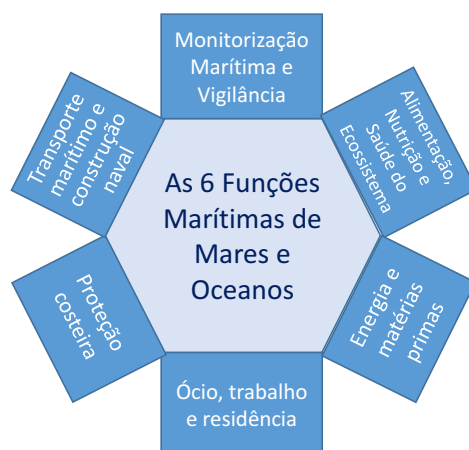 Monitorização
Marítima e
Vigilância
Alimentação,
Nutrição e
Saúde do
Ecossistema
Energia e
matérias
primas
Ócio, trabalho
e residência
Proteção
costeira
Transporte
marítimo e
construção
naval
As 6 Funções
Marítimas de
Mares e
Oceanos